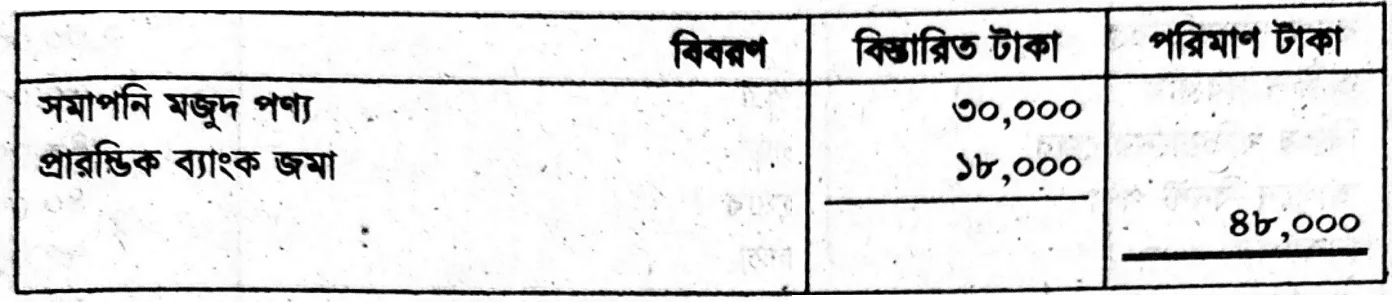 বিবরণ বিস্তারিত টাকা পরিমাণ টাকা
সমাপনি মজুদ পণ্য ৩০,০০০
প্রারম্ভিক ব্যাংক জমা ১৮,০০০
৪৮,০০০